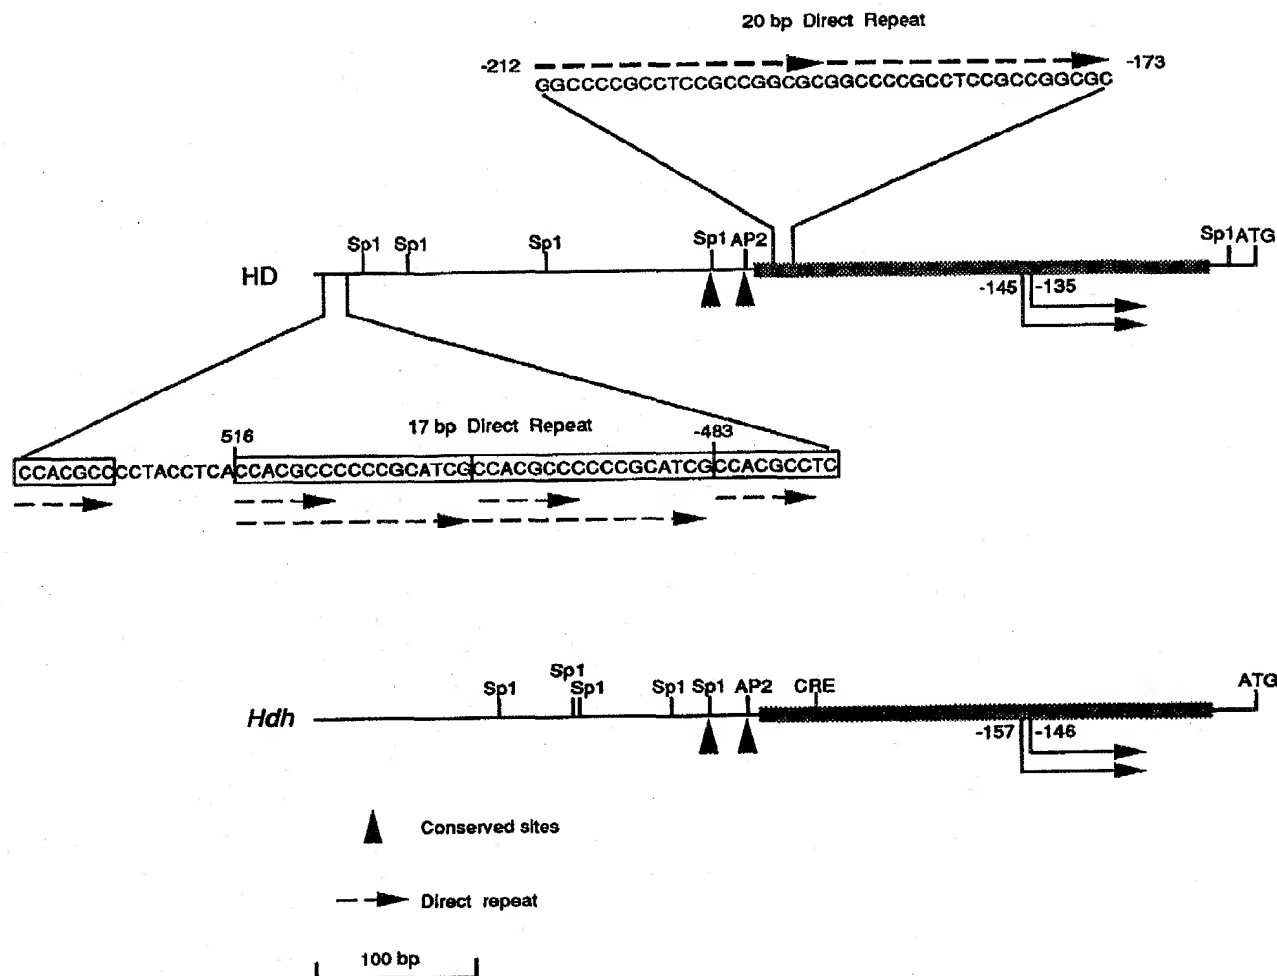 20 bp Direct Repeat
-212 -173
GGCCCCGCCTCCGCCGGCGCGGCCCCGCCTCCGCCGGCGC
Sp1 Sp1 Sp1 Sp1 AP2 Sp1 ATG
HD
-145 -135
516 17 bp Direct Repeat -483
CCACGCCCCTACCTCACCACGCCCCCCCGCATCGCCACGCCCCCCGCATCGCCACGCCTC
Sp1 Sp1 Sp1 Sp1 Sp1 AP2 CRE ATG
Hdh
-157 -146
Conserved sites
Direct repeat
100 bp